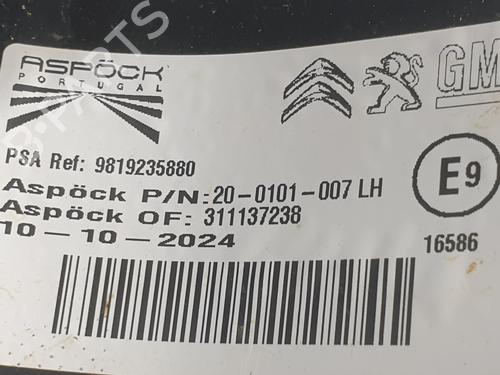 ASPÖCK
PORTUGAL
GM
PSA Ref: 9819235880
Aspöck P/N: 20-0101-007 LH
Aspöck OF: 311137238
10-10-2024
E9
16586